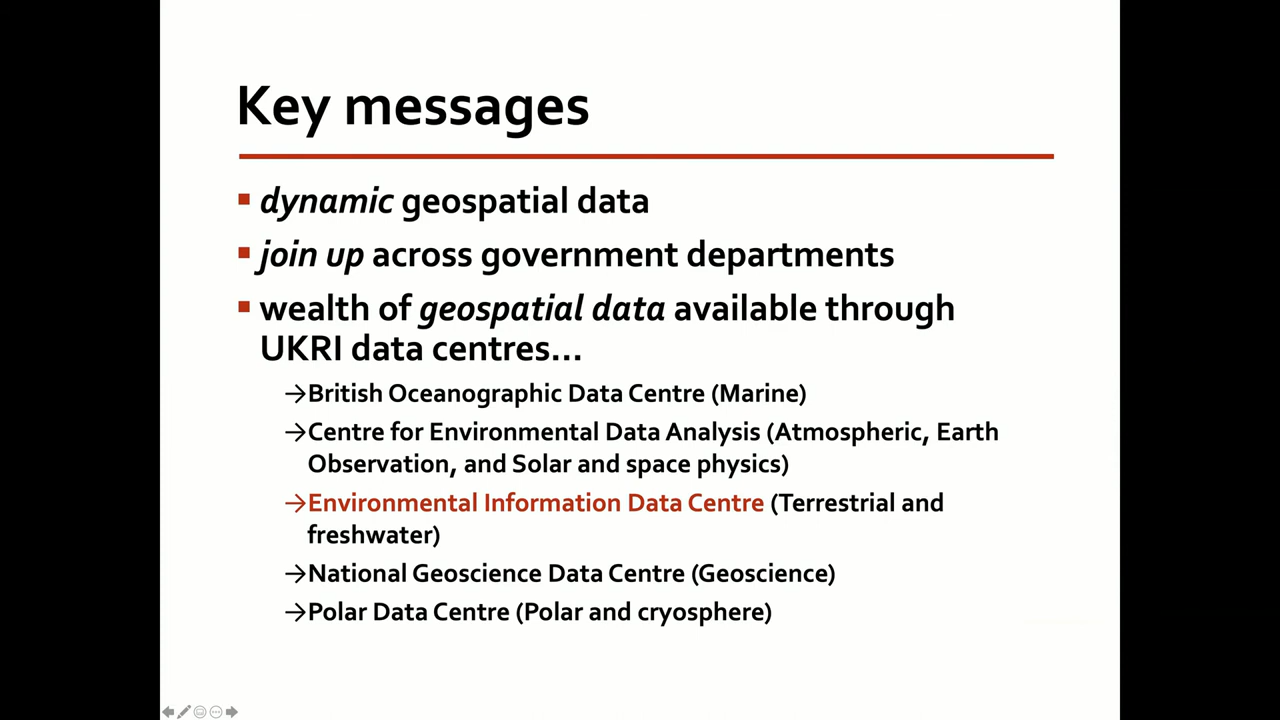 Key messages
▪ dynamic geospatial data
▪ join up across government departments
▪ wealth of geospatial data available through
UKRI data centres...
→British Oceanographic Data Centre (Marine)
→Centre for Environmental Data Analysis (Atmospheric, Earth
Observation, and Solar and space physics)
→Environmental Information Data Centre (Terrestrial and
freshwater)
→National Geoscience Data Centre (Geoscience)
→Polar Data Centre (Polar and cryosphere)